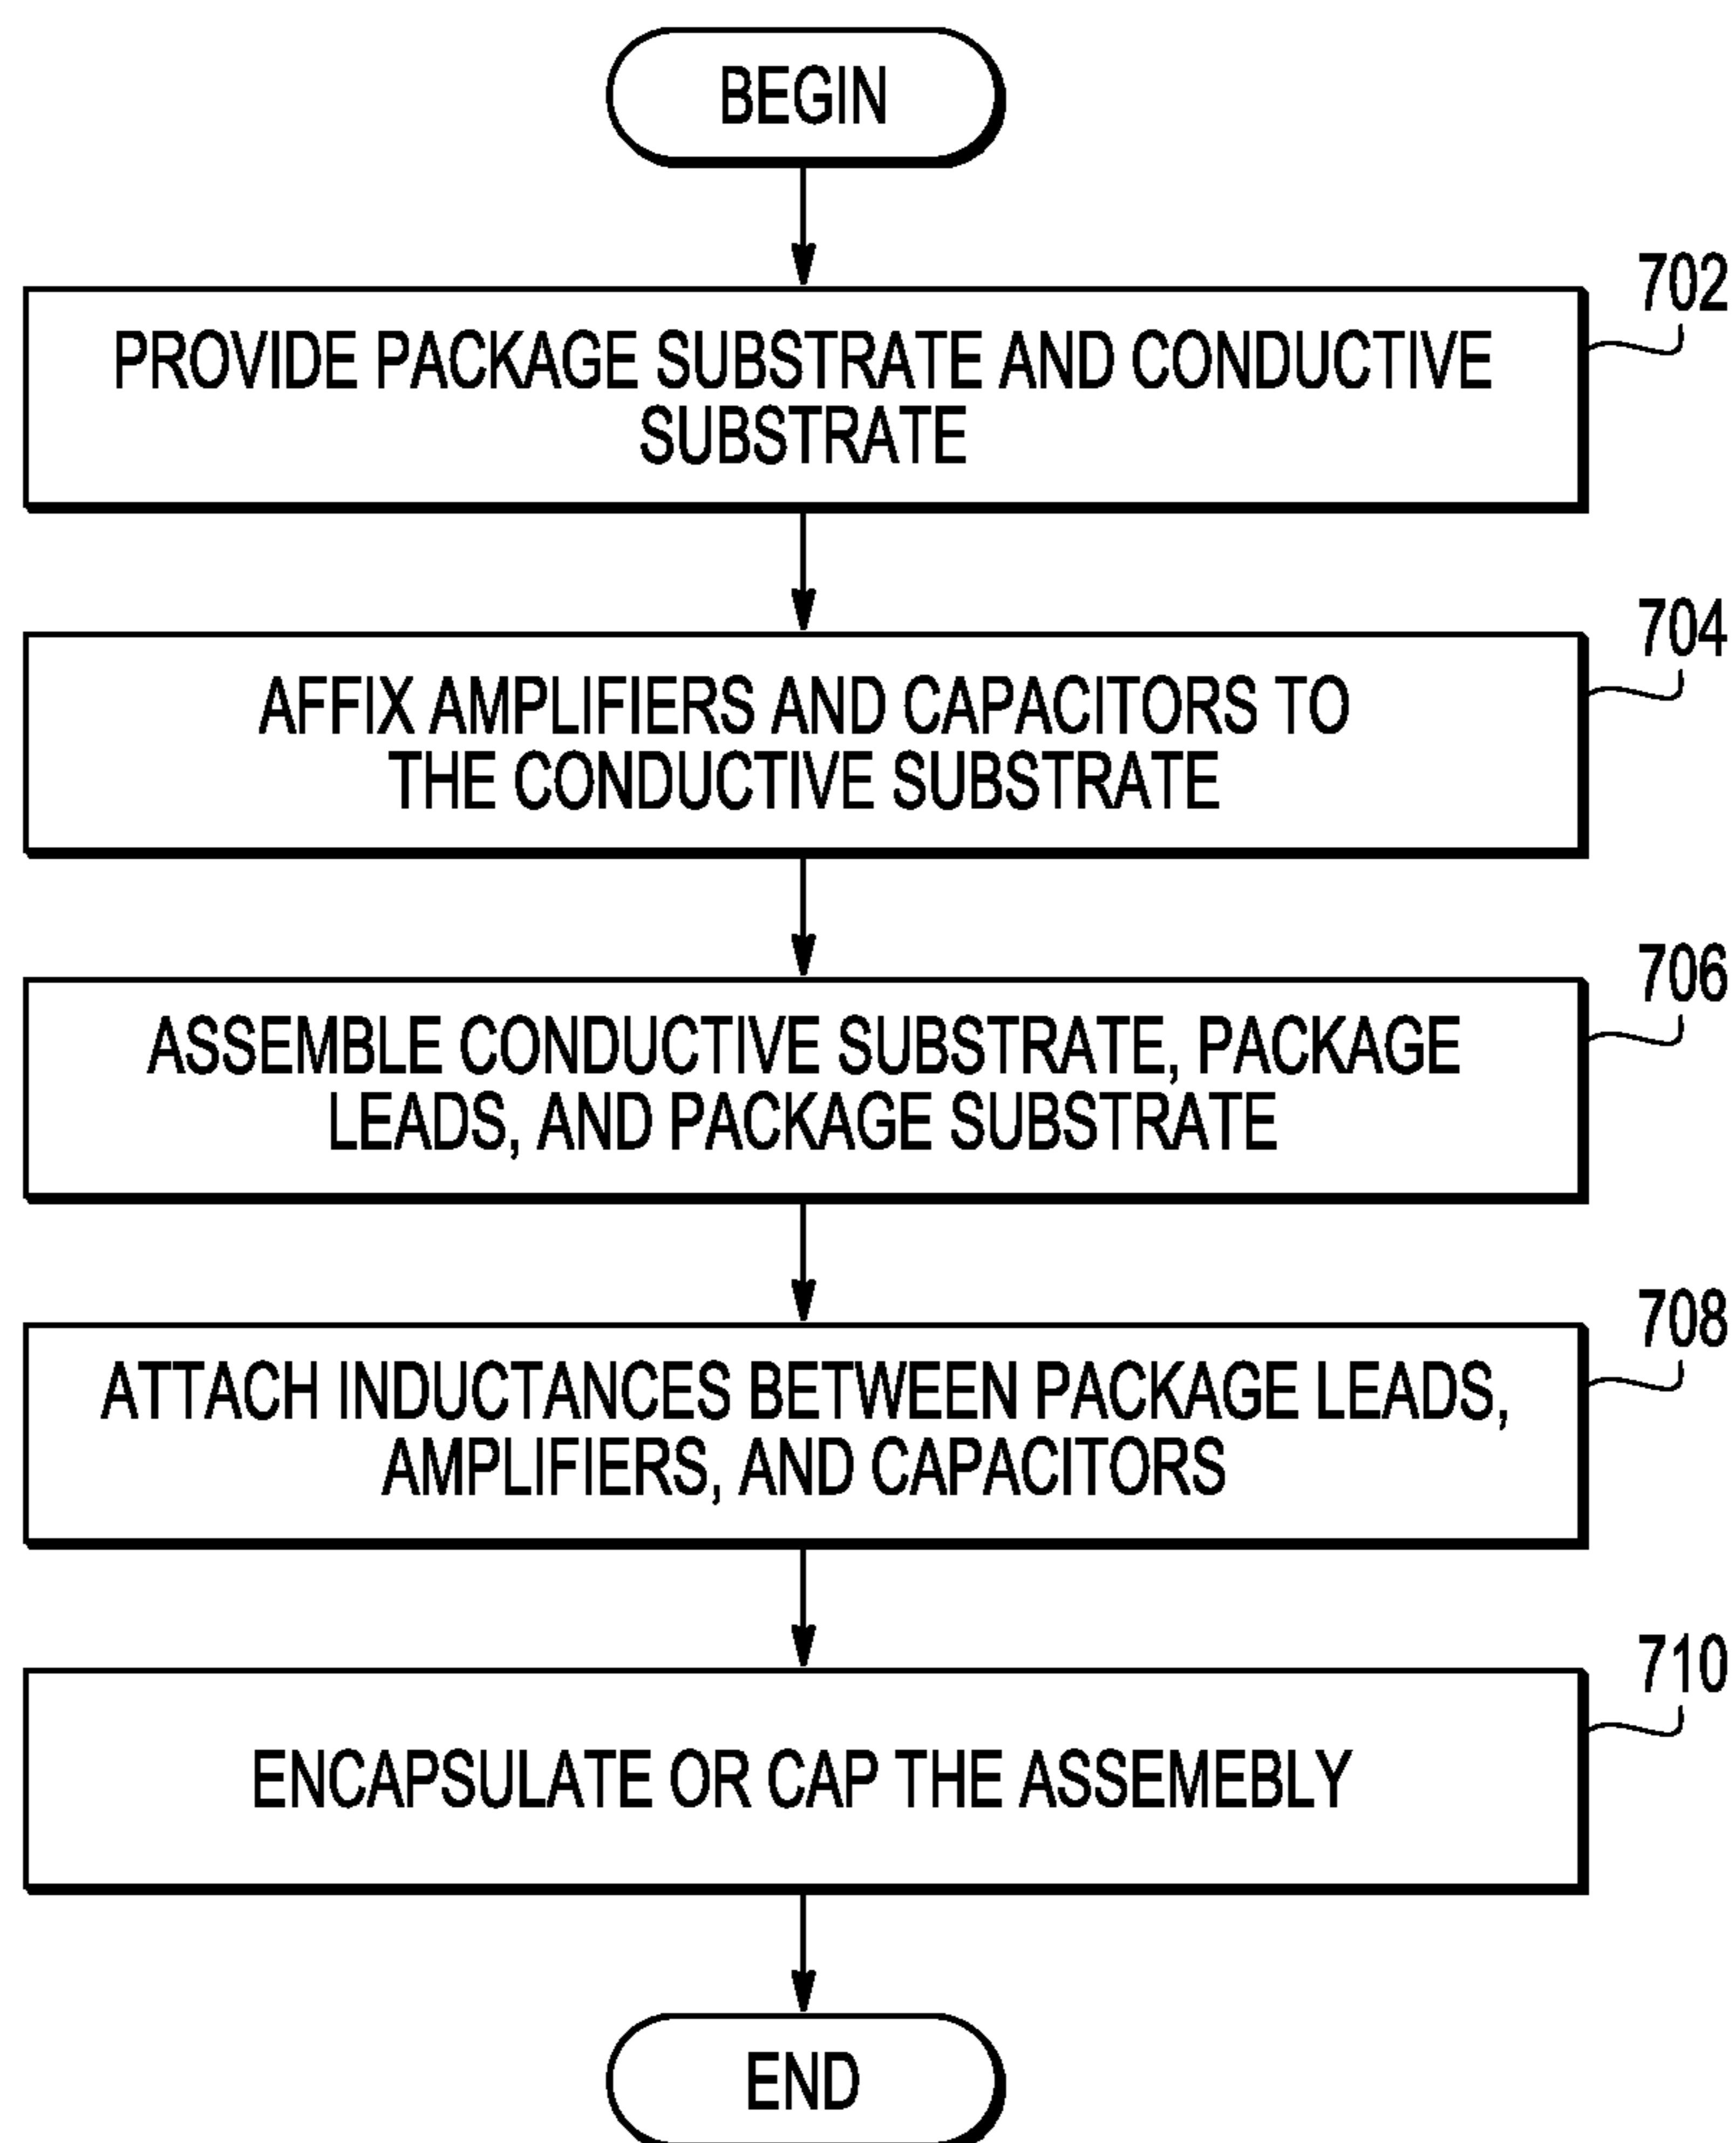 BEGIN
702
PROVIDE PACKAGE SUBSTRATE AND CONDUCTIVE
SUBSTRATE
704
AFFIX AMPLIFIERS AND CAPACITORS TO
THE CONDUCTIVE SUBSTRATE
706
ASSEMBLE CONDUCTIVE SUBSTRATE, PACKAGE
LEADS, AND PACKAGE SUBSTRATE
708
ATTACH INDUCTANCES BETWEEN PACKAGE LEADS,
AMPLIFIERS, AND CAPACITORS
710
ENCAPSULATE OR CAP THE ASSEMEBLY
END